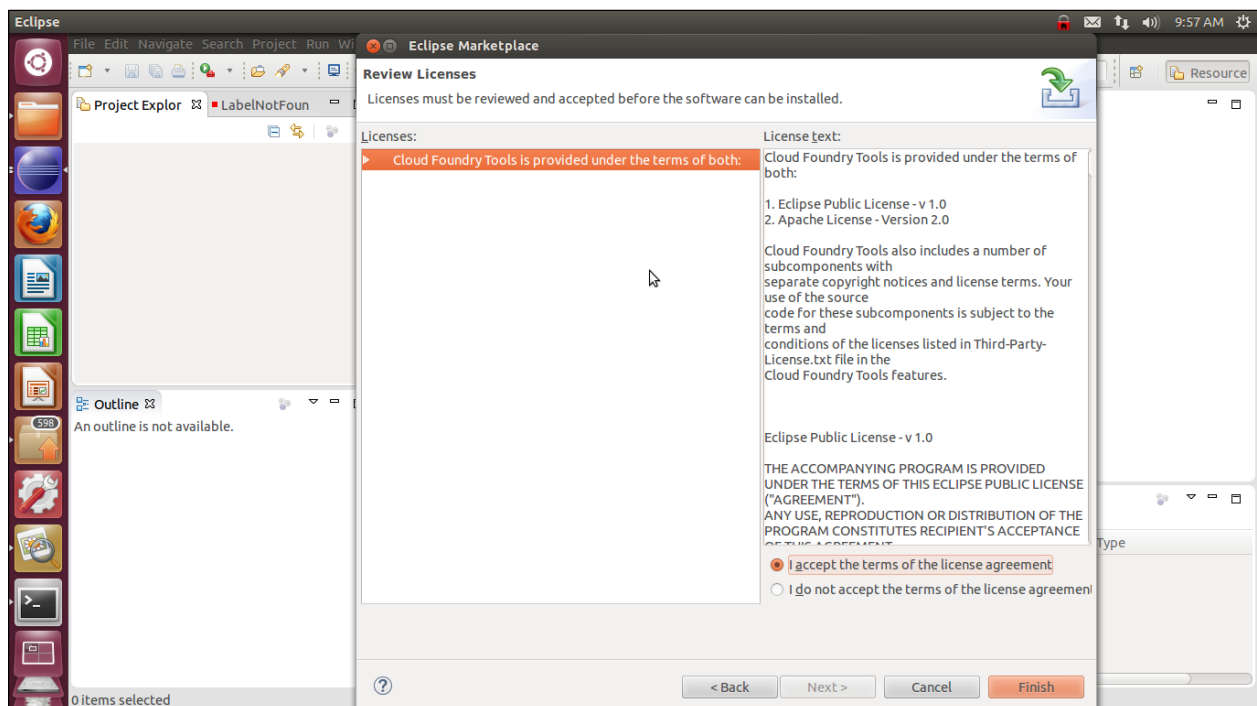 Eclipse
9:57 AM
File Edit Navigate Search Project Run Wi
Eclipse Marketplace
Resource
Review Licenses
Licenses must be reviewed and accepted before the software can be installed.
Project Explor
LabelNotFoun
Licenses:
License text:
Cloud Foundry Tools is provided under the terms of both:
Cloud Foundry Tools is provided under the terms of
both:
1. Eclipse Public License - v 1.0
2. Apache License - Version 2.0
Cloud Foundry Tools also includes a number of
subcomponents with
separate copyright notices and license terms. Your
use of the source
code for these subcomponents is subject to the
terms and
conditions of the licenses listed in Third-Party-
License.txt file in the
Cloud Foundry Tools features.
Outline
An outline is not available.
598
Eclipse Public License - v 1.0
THE ACCOMPANYING PROGRAM IS PROVIDED
UNDER THE TERMS OF THIS ECLIPSE PUBLIC LICENSE
("AGREEMENT").
ANY USE, REPRODUCTION OR DISTRIBUTION OF THE
PROGRAM CONSTITUTES RECIPIENT'S ACCEPTANCE
OF THIS AGREEMENT
Type
I accept the terms of the license agreement
I do not accept the terms of the license agreement
< Back
Next >
Cancel
Finish
0 items selected